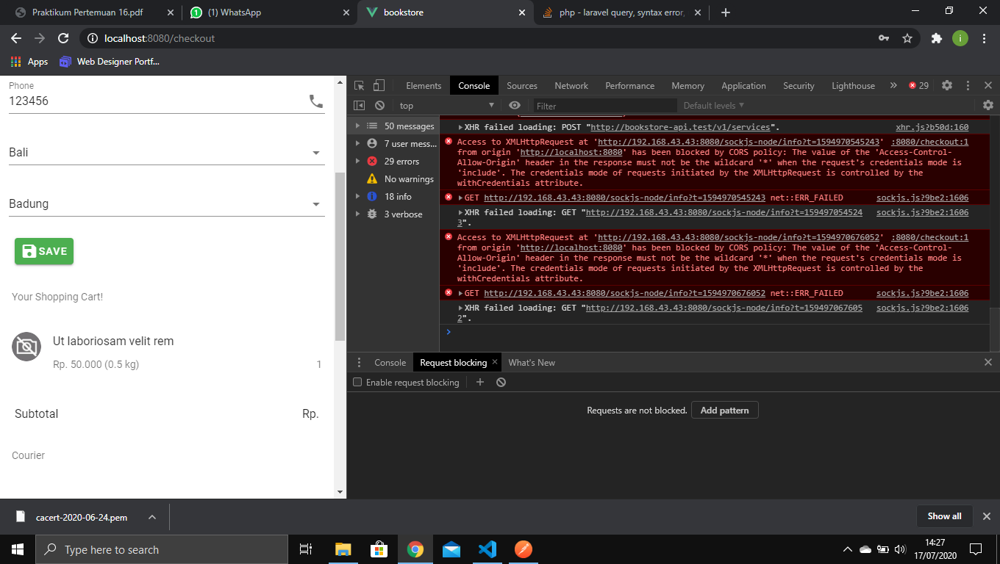 Praktikum Pertemuan 16.pdf
(1) WhatsApp
bookstore
php - laravel query, syntax error,
localhost:8080/checkout
i
Apps
Web Designer Portf...
Phone
123456
Bali
Badung
SAVE
Your Shopping Cart!
Ut laboriosam velit rem
Rp. 50.000 (0.5 kg)
1
Subtotal
Rp.
Courier
Elements
Console
Sources
Network
Performance
Memory
Application
Security
Lighthouse
29
top
Filter
Default levels
50 messages
7 user mess...
29 errors
No warnings
18 info
3 verbose
XHR failed loading: POST "http://bookstore-api.test/v1/services".
xhr.js?b50d:160
Access to XMLHttpRequest at 'http://192.168.43.43:8080/sockjs-node/info?t=1594970545243' :8080/checkout:1
from origin 'http://localhost:8080' has been blocked by CORS policy: The value of the 'Access-Control-
Allow-Origin' header in the response must not be the wildcard '*' when the request's credentials mode is
'include'. The credentials mode of requests initiated by the XMLHttpRequest is controlled by the
withCredentials attribute.
GET http://192.168.43.43:8080/sockjs-node/info?t=1594970545243 net::ERR_FAILED
sockjs.js?9be2:1606
XHR failed loading: GET "http://192.168.43.43:8080/sockjs-node/info?t=159497054524
sockjs.js?9be2:1606
3".
Access to XMLHttpRequest at 'http://192.168.43.43:8080/sockjs-node/info?t=1594970676052' :8080/checkout:1
from origin 'http://localhost:8080' has been blocked by CORS policy: The value of the 'Access-Control-
Allow-Origin' header in the response must not be the wildcard '*' when the request's credentials mode is
'include'. The credentials mode of requests initiated by the XMLHttpRequest is controlled by the
withCredentials attribute.
GET http://192.168.43.43:8080/sockjs-node/info?t=1594970676052 net::ERR_FAILED
sockjs.js?9be2:1606
XHR failed loading: GET "http://192.168.43.43:8080/sockjs-node/info?t=159497067605
sockjs.js?9be2:1606
2".
Console
Request blocking
What's New
Enable request blocking
Requests are not blocked.
Add pattern
cacert-2020-06-24.pem
Show all
Type here to search
14:27
17/07/2020